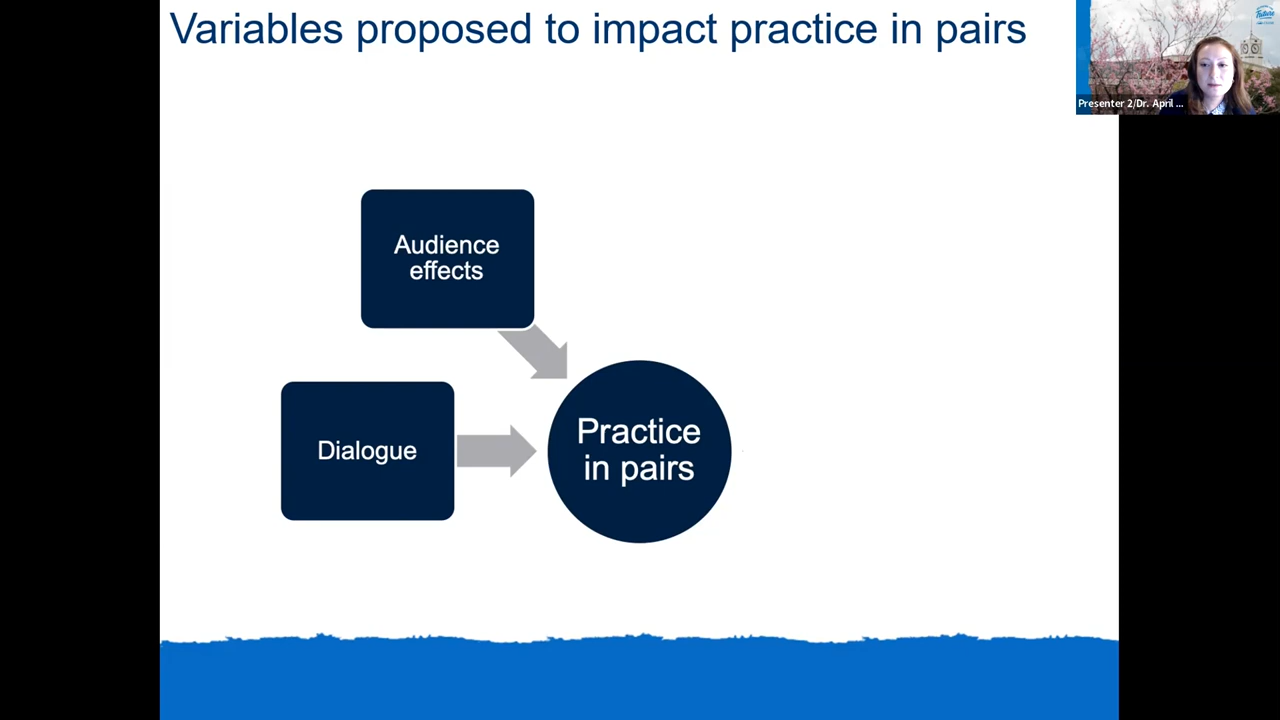 Variables proposed to impact practice in pairs
Presenter 2/Dr. April ...
Audience
effects
Dialogue
Practice
in pairs